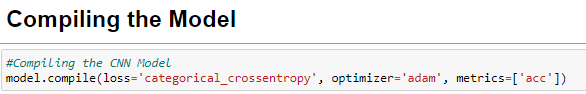 Compiling the Model
#Compiling the CNN Model
model.compile(loss='categorical_crossentropy', optimizer='adam', metrics=['acc'])